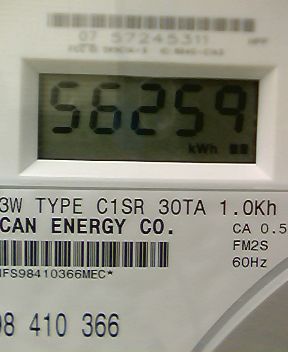 07 57245311
56259
kWh
3W TYPE C1SR 30TA 1.0Kh
CAN ENERGY CO.
CA 0.5
FM2S
60Hz
NFS98410366MEC*
98 410 366